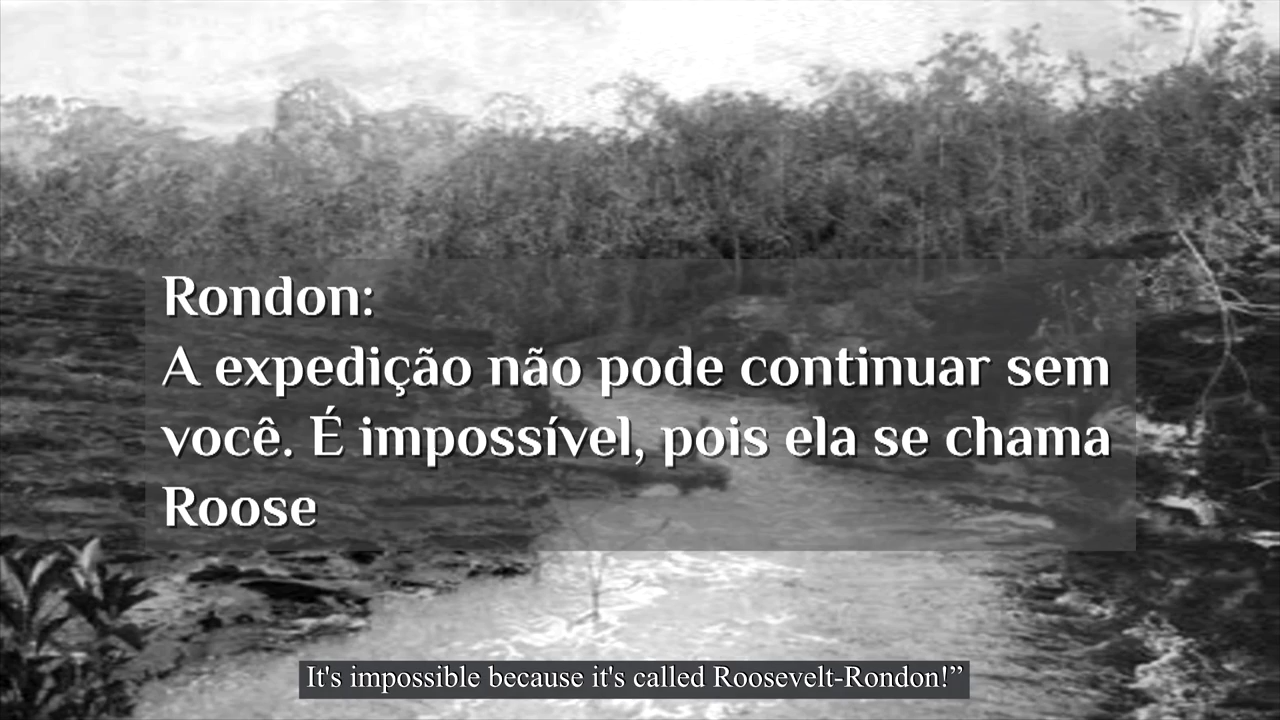 Rondon:
A expedição não pode continuar sem
você. É impossível, pois ela se chama
Roose
It's impossible because it's called Roosevelt-Rondon!”